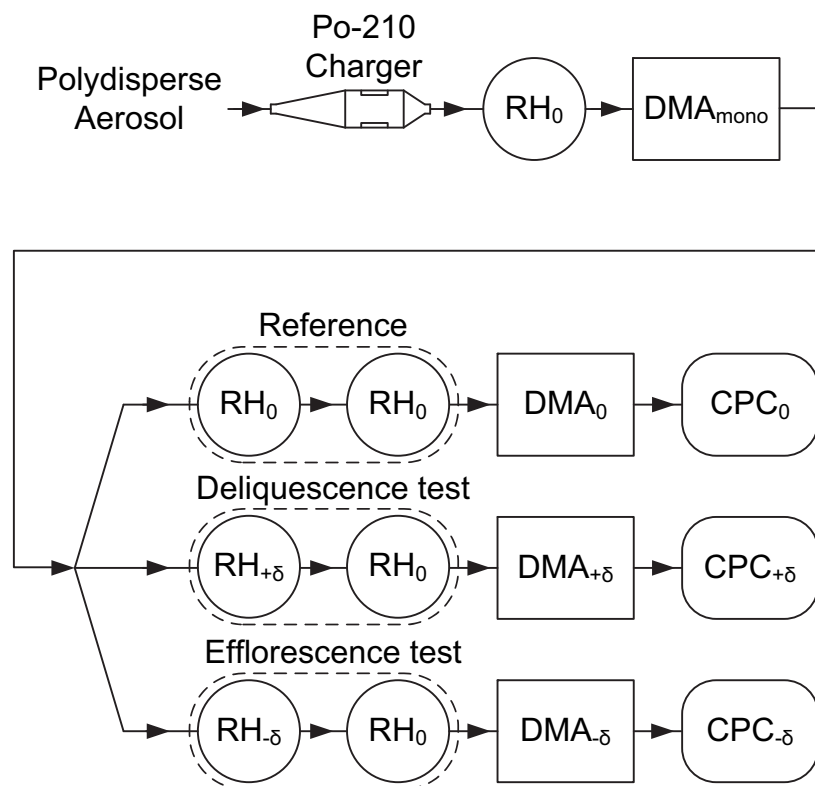 Po-210
Charger
Polydisperse
Aerosol
RH₀
DMAmono
Reference
RH₀
RH₀
DMA₀
CPC₀
Deliquescence test
RH+δ
RH₀
DMA+δ
CPC+δ
Efflorescence test
RH-δ
RH₀
DMA-δ
CPC-δ